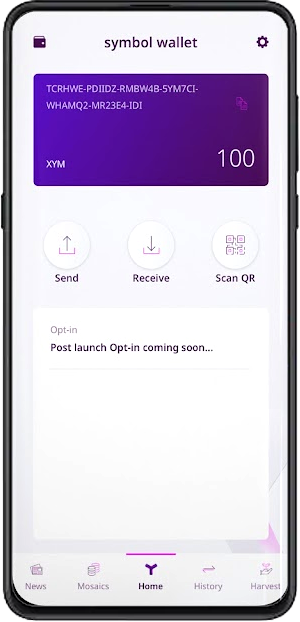 symbol wallet
TCRHWE-PDIIDZ-RMBW4B-5YM7CI-
WHAMQ2-MR23E4-IDI
XYM 100
Send Receive Scan QR
Opt-in
Post launch Opt-in coming soon...
News Mosaics Home History Harvest